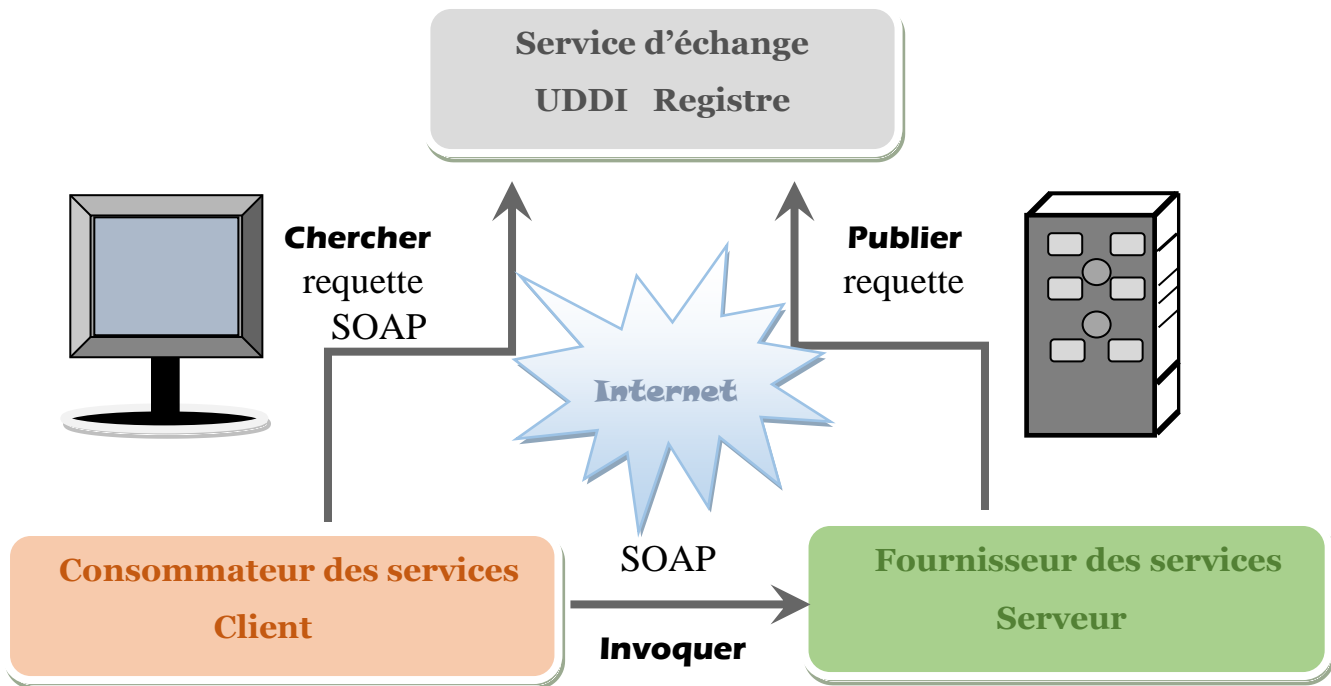 Service d’échange
UDDI Registre
Chercher
requette
SOAP
Publier
requette
Internet
SOAP
Invoquer
Consommateur des services
Client
Fournisseur des services
Serveur